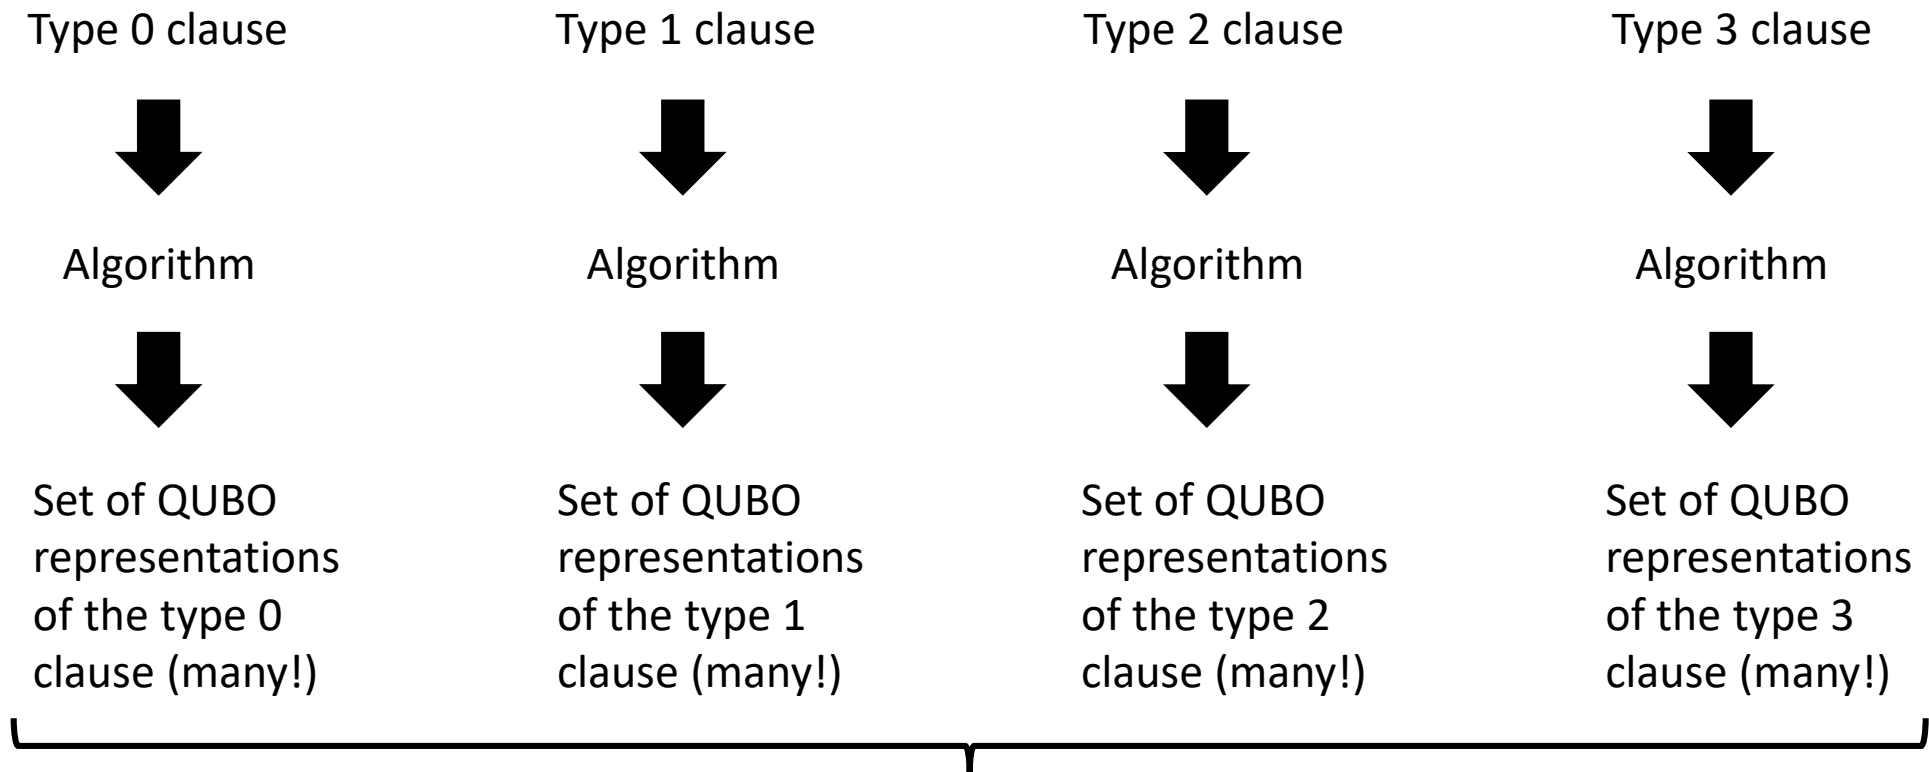 Type 0 clause
Type 1 clause
Type 2 clause
Type 3 clause
Algorithm
Algorithm
Algorithm
Algorithm
Set of QUBO
representations
of the type 0
clause (many!)
Set of QUBO
representations
of the type 1
clause (many!)
Set of QUBO
representations
of the type 2
clause (many!)
Set of QUBO
representations
of the type 3
clause (many!)